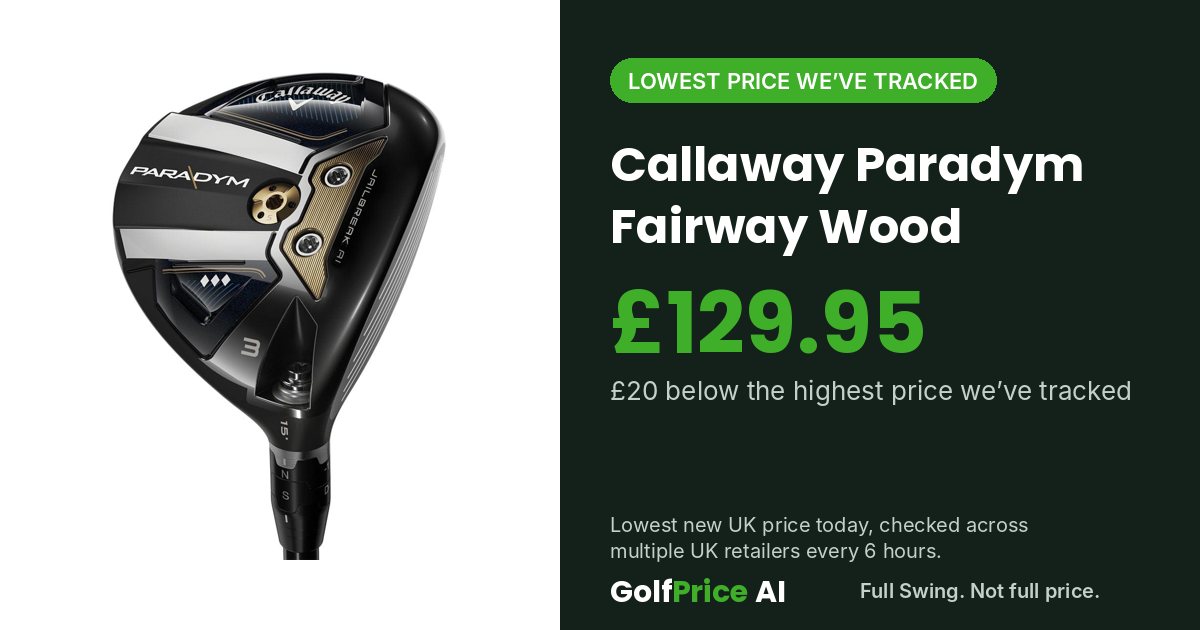 Callaway
PARADYM
JAILBREAK AI
3
15°
N
S
LOWEST PRICE WE’VE TRACKED
Callaway Paradym
Fairway Wood
£129.95
£20 below the highest price we’ve tracked
Lowest new UK price today, checked across
multiple UK retailers every 6 hours.
GolfPrice AI
Full Swing. Not full price.